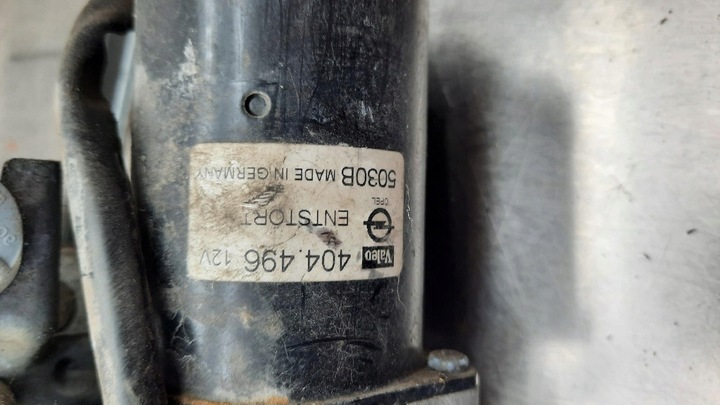 Valeo 404.496 12V
ENTSTÖRT
OPEL
5030B MADE IN GERMANY